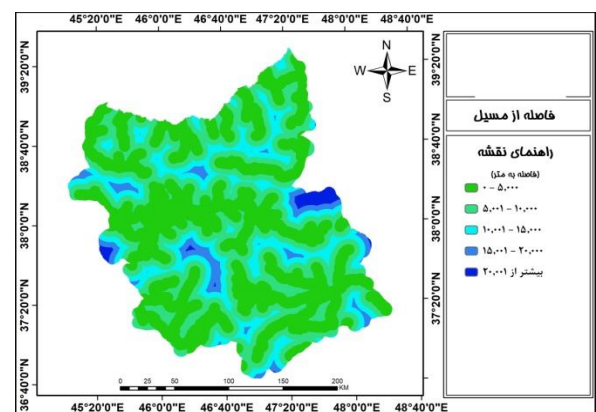 45°20'0"E 46°0'0"E 46°40'0"E 47°20'0"E 48°0'0"E 48°40'0"E
39°20'0"N
38°40'0"N
38°0'0"N
37°20'0"N
36°40'0"N
N
W E
S
39°20'0"N
38°40'0"N
38°0'0"N
37°20'0"N
36°40'0"N
0 25 50 100 150 200
KM
45°20'0"E 46°0'0"E 46°40'0"E 47°20'0"E 48°0'0"E 48°40'0"E
فاصله از مسیل
راهنمای نقشه
(فاصله به متر)
۰ - ۵,۰۰۰
۵,۰۰۱ - ۱۰,۰۰۰
۱۰,۰۰۱ - ۱۵,۰۰۰
۱۵,۰۰۱ - ۲۰,۰۰۰
بیشتر از ۲۰,۰۰۱